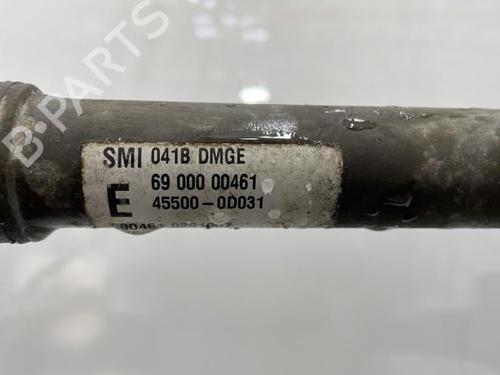 B-PARTS
SMI 041B DMGE
E 69 000 00461
45500-0D031